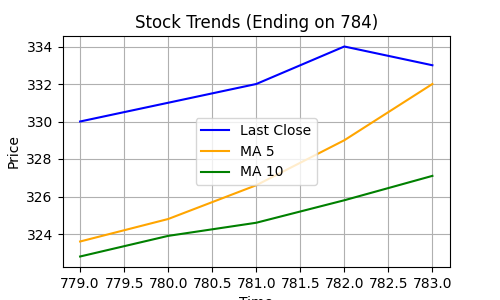 Stock Trends (Ending on 784)
Price
334
332
330
328
326
324
Last Close
MA 5
MA 10
779.0 779.5 780.0 780.5 781.0 781.5 782.0 782.5 783.0
Time